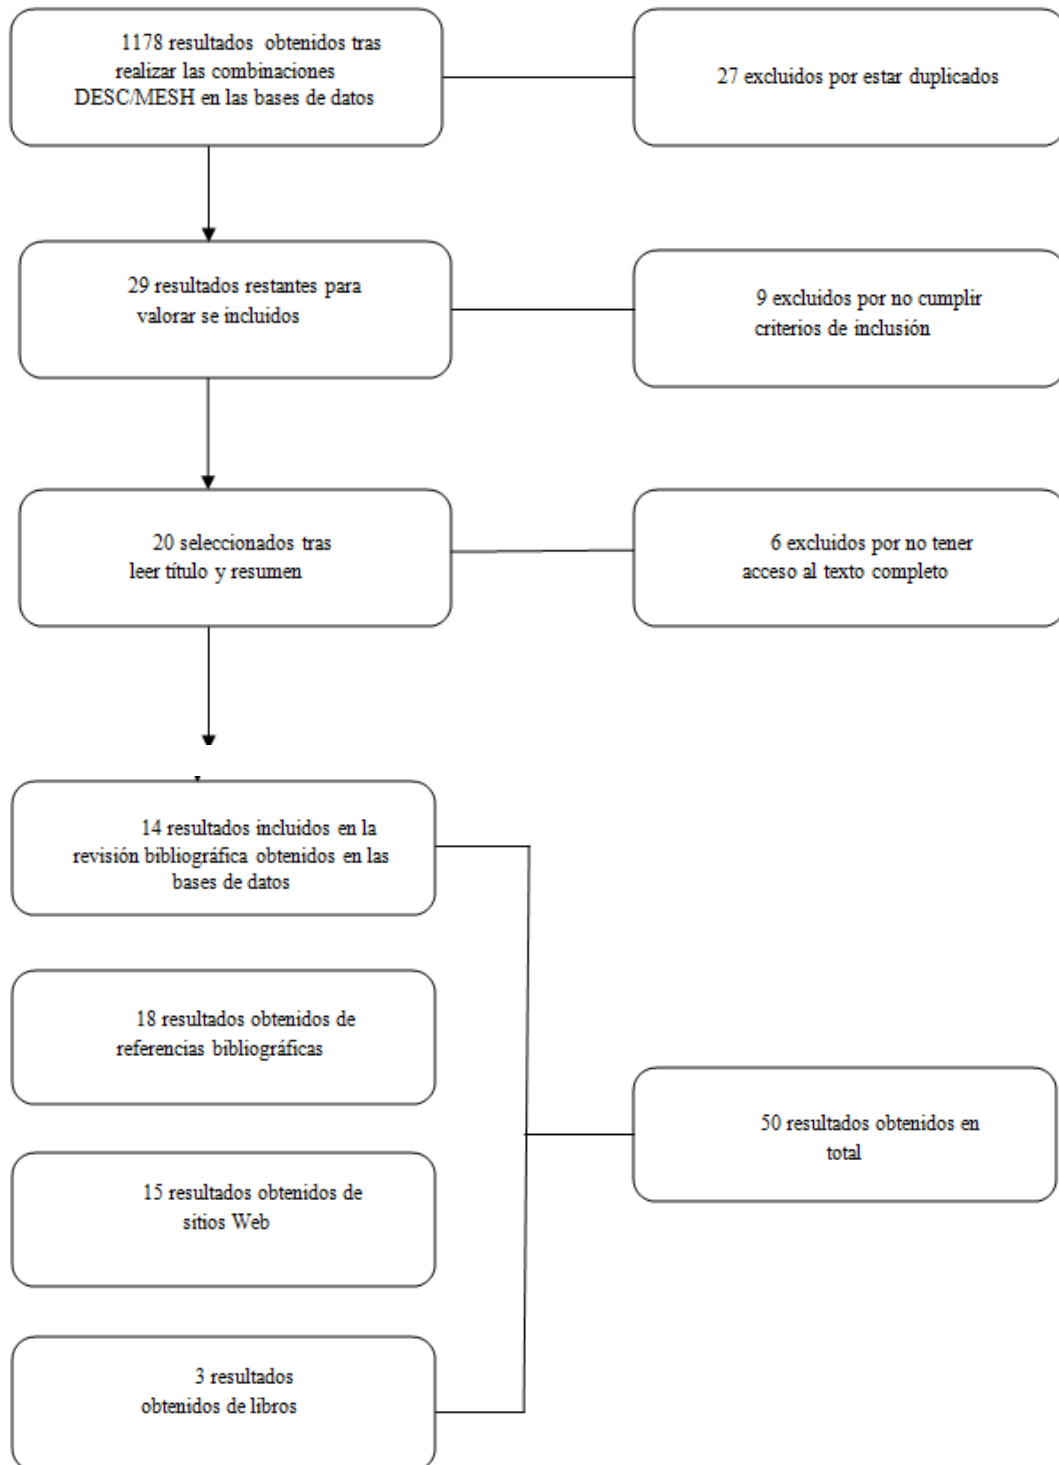 1178 resultados obtenidos tras
realizar las combinaciones
DESC/MESH en las bases de datos
27 excluidos por estar duplicados
29 resultados restantes para
valorar se incluidos
9 excluidos por no cumplir
criterios de inclusión
20 seleccionados tras
leer título y resumen
6 excluidos por no tener
acceso al texto completo
14 resultados incluidos en la
revisión bibliográfica obtenidos en las
bases de datos
18 resultados obtenidos de
referencias bibliográficas
50 resultados obtenidos en
total
15 resultados obtenidos de
sitios Web
3 resultados
obtenidos de libros